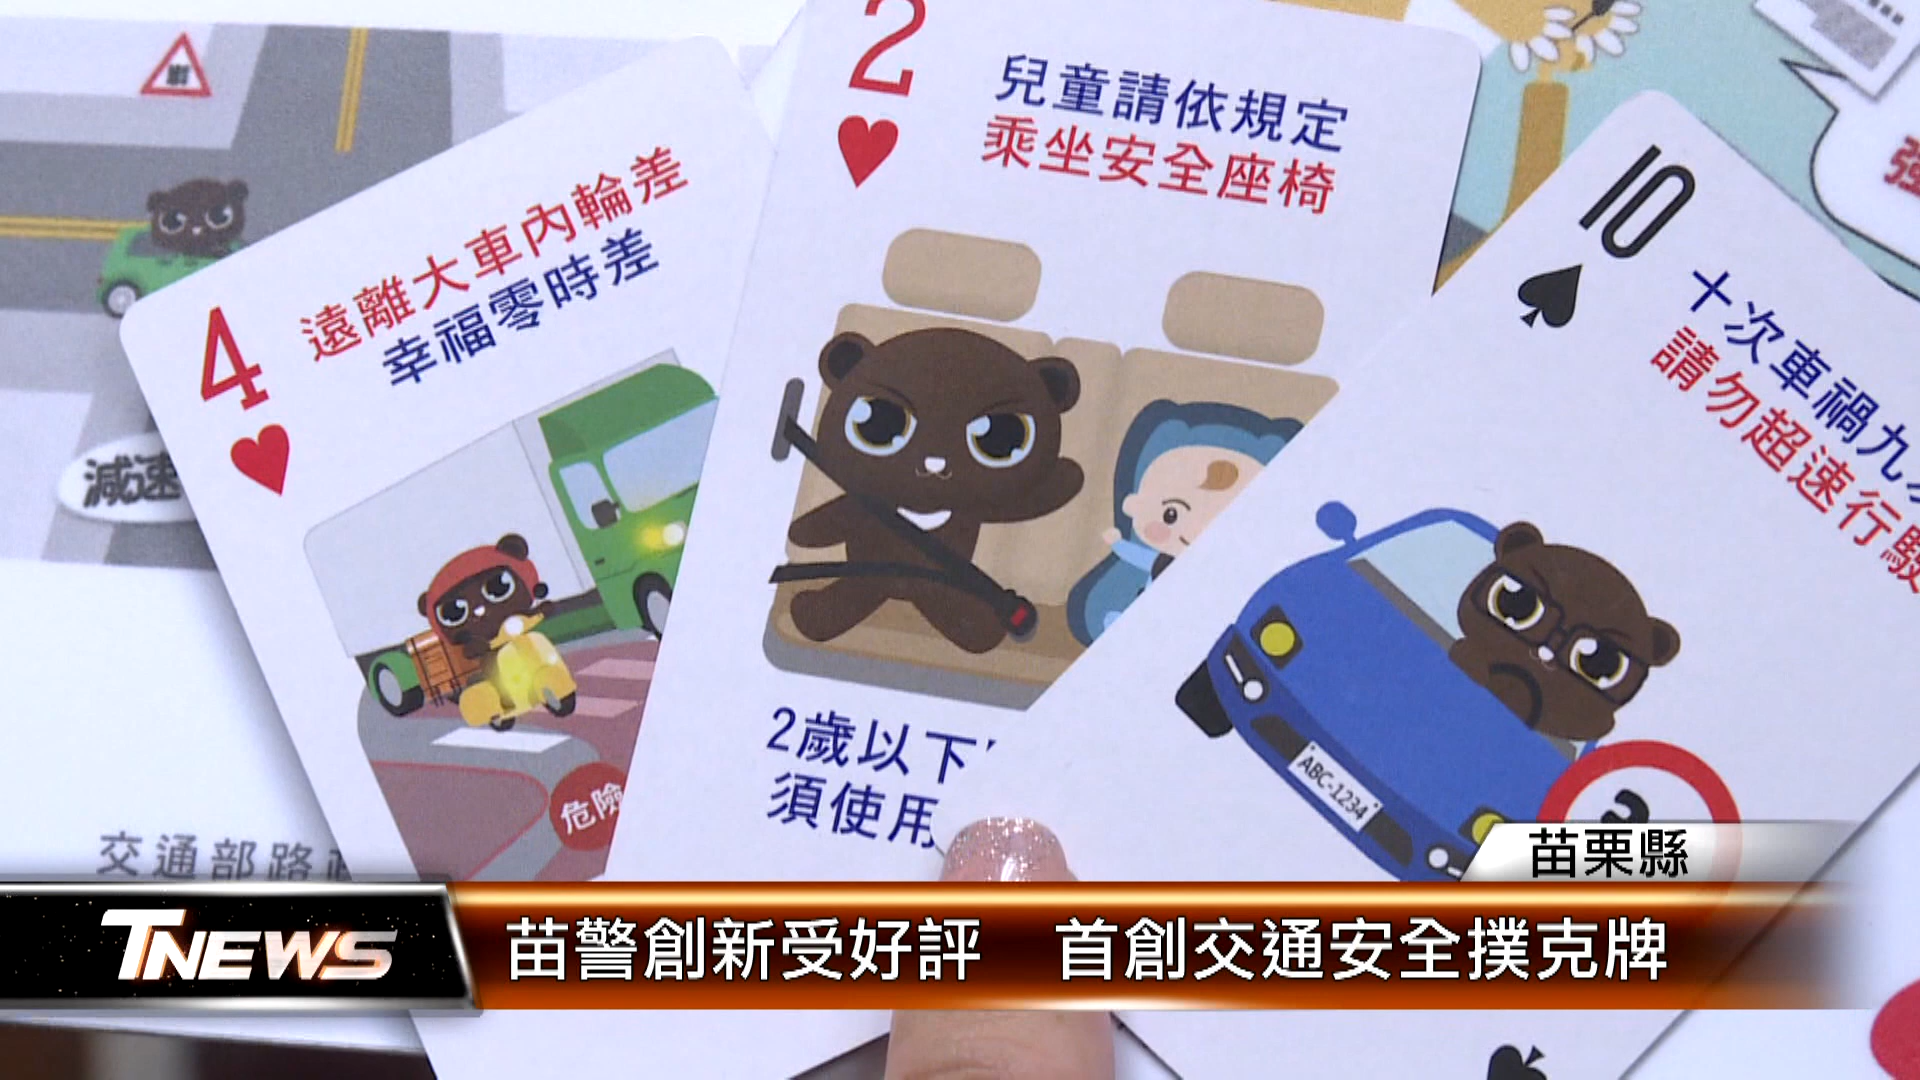 減速
交通部路
4
遠離大車內輪差
幸福零時差
危險
2
兒童請依規定
乘坐安全座椅
2歲以下
須使用
10
十次車禍九
請勿超速行駛
ABC-1234
苗栗縣
TNEWS
苗警創新受好評 首創交通安全撲克牌